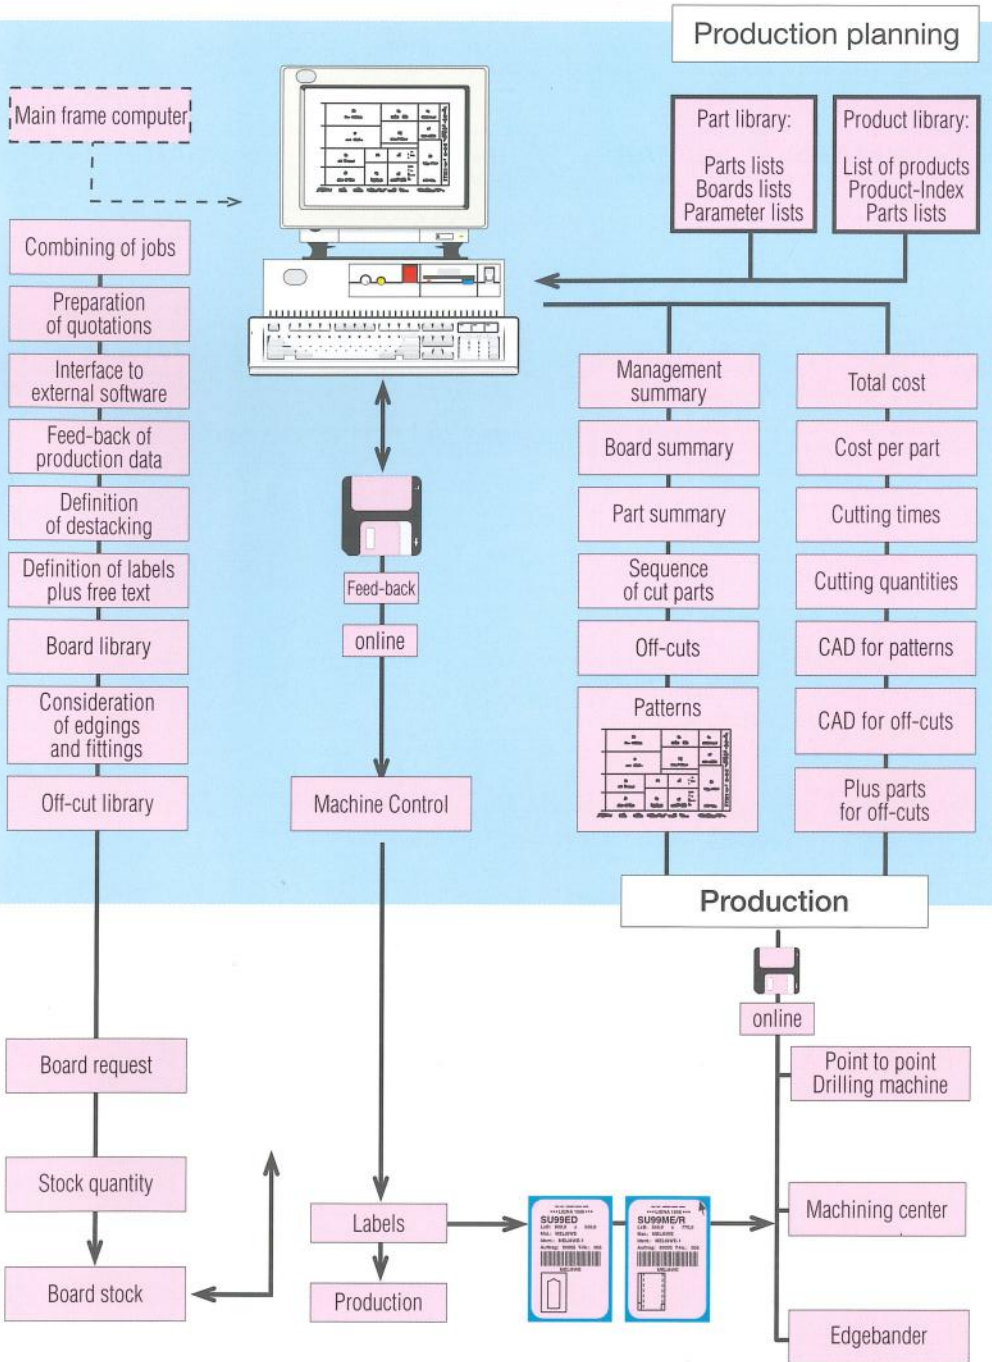 Production planning
Main frame computer
Part library:
Parts lists
Boards lists
Parameter lists
Product library:
List of products
Product-Index
Parts lists
Combining of jobs
Preparation
of quotations
Interface to
external software
Feed-back of
production data
Definition
of destacking
Definition of labels
plus free text
Board library
Consideration
of edgings
and fittings
Off-cut library
Board request
Stock quantity
Board stock
Feed-back
online
Machine Control
Labels
Production
Management
summary
Board summary
Part summary
Sequence
of cut parts
Off-cuts
Patterns
Total cost
Cost per part
Cutting times
Cutting quantities
CAD for patterns
CAD for off-cuts
Plus parts
for off-cuts
Production
online
Point to point
Drilling machine
Machining center
Edgebander
SU99ED
SU99ME/R